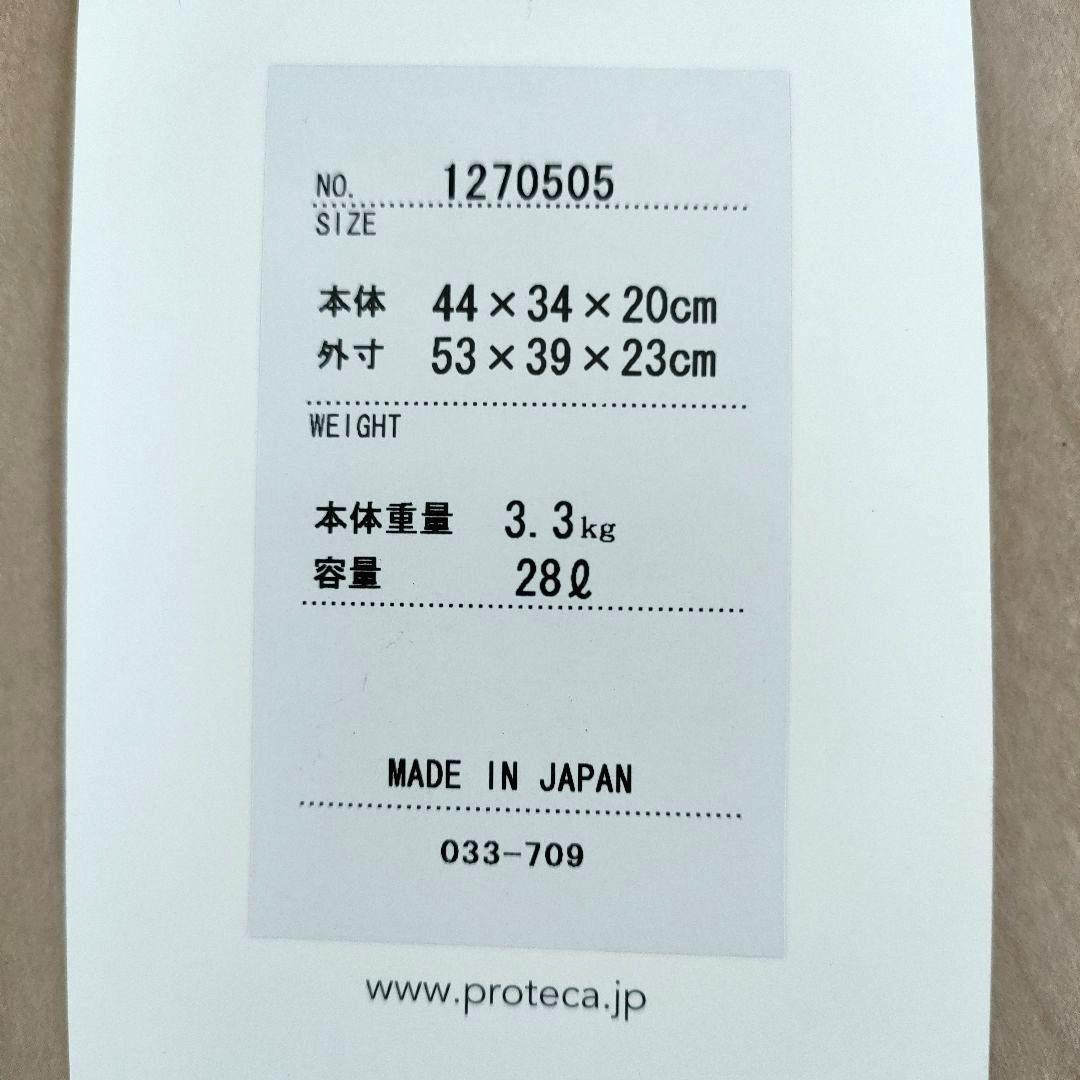 NO. 1270505
SIZE
本体 44×34×20cm
外寸 53×39×23cm
WEIGHT
本体重量 3.3kg
容量 28ℓ
MADE IN JAPAN
033-709
www.proteca.jp